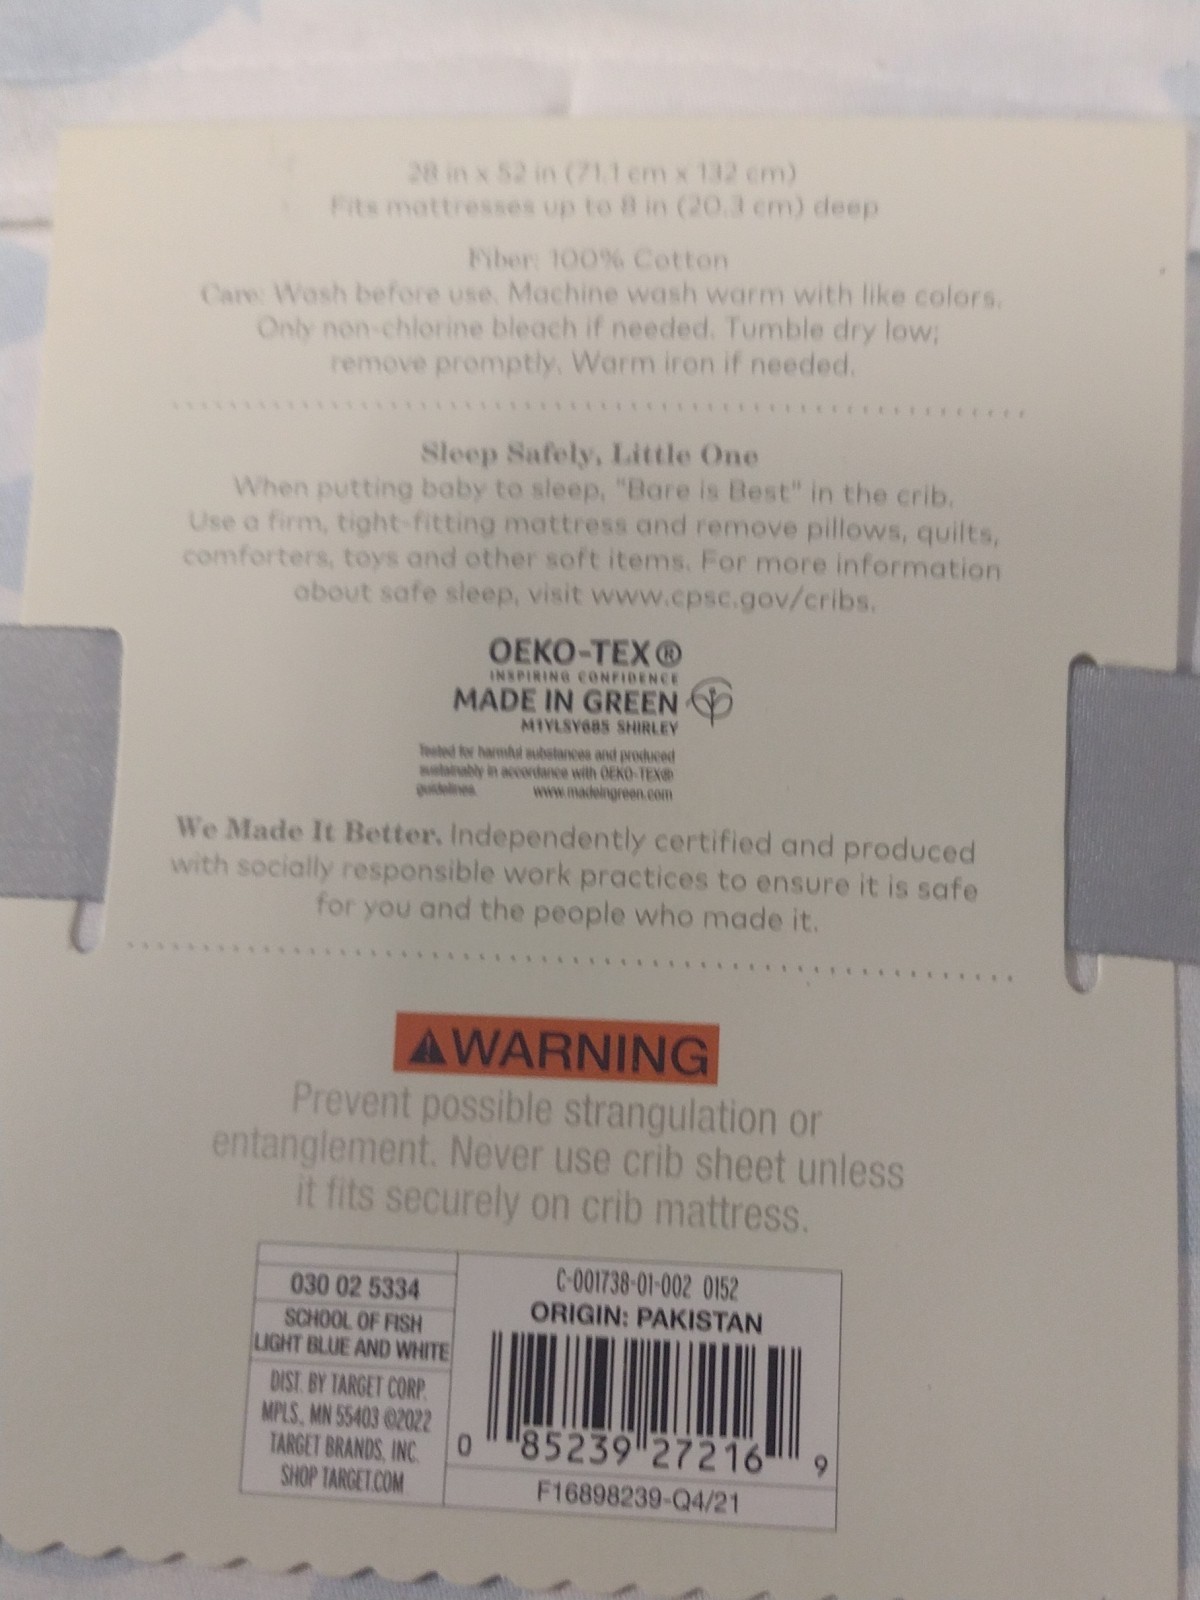 28 in x 52 in (71.1 cm x 132 cm)
Fits mattresses up to 8 in (20.3 cm) deep
Fiber: 100% Cotton
Care: Wash before use. Machine wash warm with like colors.
Only non-chlorine bleach if needed. Tumble dry low;
remove promptly. Warm iron if needed.
Sleep Safely, Little One
When putting baby to sleep, "Bare is Best" in the crib.
Use a firm, tight-fitting mattress and remove pillows, quilts,
comforters, toys and other soft items. For more information
about safe sleep, visit www.cpsc.gov/cribs.
OEKO-TEX®
INSPIRING CONFIDENCE
MADE IN GREEN
M1YLSY685 SHIRLEY
Tested for harmful substances and produced
sustainably in accordance with OEKO-TEX®
guidelines. www.madeingreen.com
We Made It Better. Independently certified and produced
with socially responsible work practices to ensure it is safe
for you and the people who made it.
WARNING
Prevent possible strangulation or
entanglement. Never use crib sheet unless
it fits securely on crib mattress.
030 02 5334
SCHOOL OF FISH
LIGHT BLUE AND WHITE
DIST. BY TARGET CORP.
MPLS., MN 55403 ©2022
TARGET BRANDS, INC.
SHOP TARGET.COM
C-001738-01-002 0152
ORIGIN: PAKISTAN
0 85239 27216 9
F16898239-Q4/21